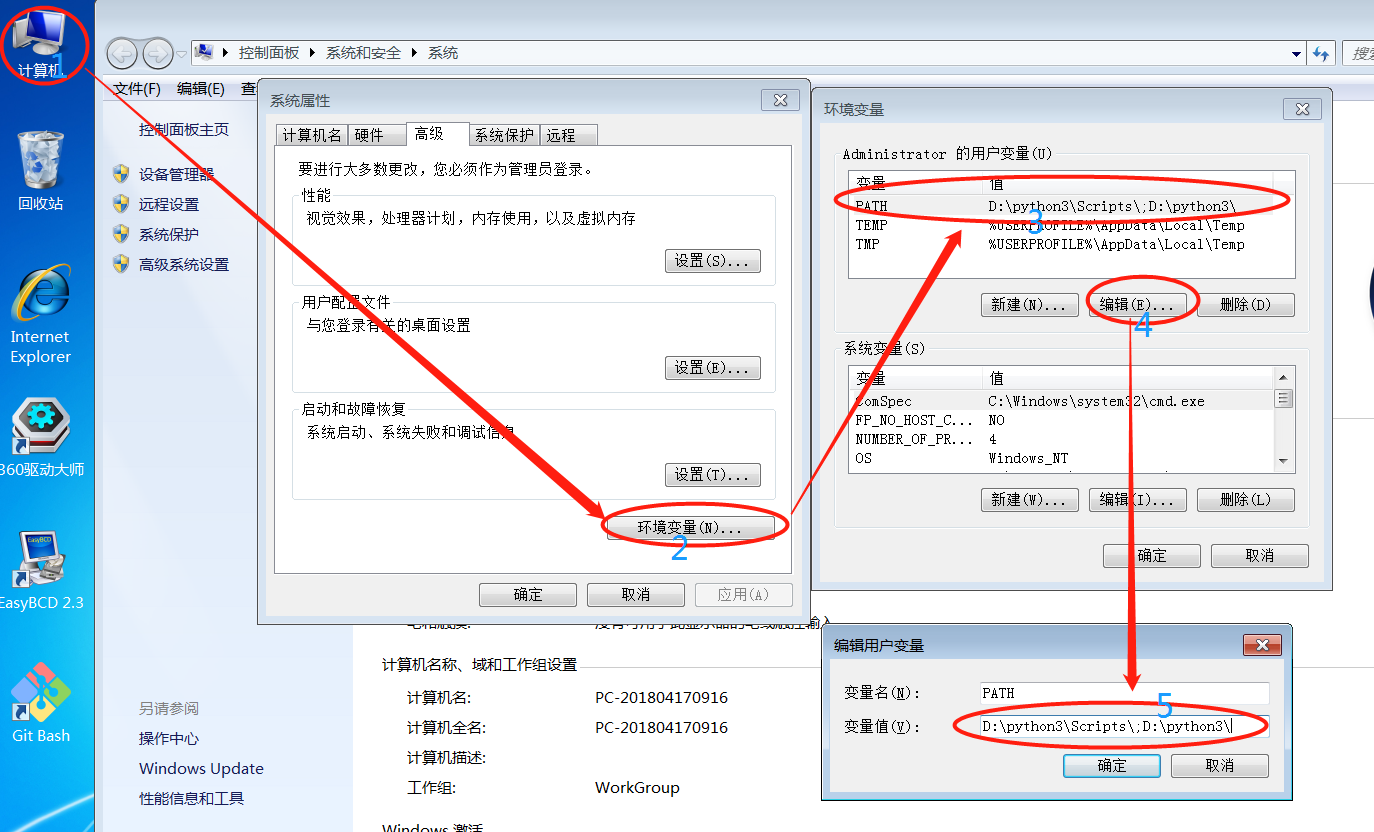 计算机
1
回收站
Internet
Explorer
360驱动大师
EasyBCD
EasyBCD 2.3
Git Bash
控制面板 系统和安全 系统
文件(F) 编辑(E)
控制面板主页
设备管理器
远程设置
系统保护
高级系统设置
另请参阅
操作中心
Windows Update
性能信息和工具
系统属性
计算机名 硬件 高级 系统保护 远程
要进行大多数更改，您必须作为管理员登录。
性能
视觉效果，处理器计划，内存使用，以及虚拟内存
设置(S)...
用户配置文件
与您登录有关的桌面设置
设置(E)...
启动和故障恢复
系统启动、系统失败和调试信息
设置(T)...
环境变量(N)...
2
确定 取消 应用(A)
计算机名称、域和工作组设置
计算机名: PC-201804170916
计算机全名: PC-201804170916
计算机描述:
工作组: WorkGroup
Windows 激活
环境变量
Administrator 的用户变量(U)
变量 值
PATH D:\python3\Scripts\;D:\python3\
3
TEMP %USERPROFILE%\AppData\Local\Temp
TMP %USERPROFILE%\AppData\Local\Temp
新建(N)... 编辑(E)... 删除(D)
4
系统变量(S)
变量 值
ComSpec C:\Windows\system32\cmd.exe
FP_NO_HOST_C... NO
NUMBER_OF_PR... 4
OS Windows_NT
新建(W)... 编辑(I)... 删除(L)
确定 取消
编辑用户变量
变量名(N): PATH
5
变量值(V): D:\python3\Scripts\;D:\python3\
确定 取消